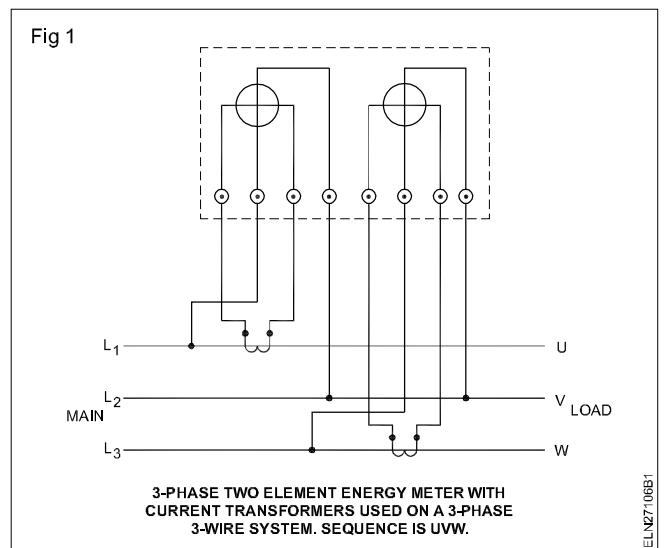 Fig 1
L1
U
L2
V
MAIN
LOAD
L3
W
3-PHASE TWO ELEMENT ENERGY METER WITH
CURRENT TRANSFORMERS USED ON A 3-PHASE
3-WIRE SYSTEM. SEQUENCE IS UVW.
ELN27106B1